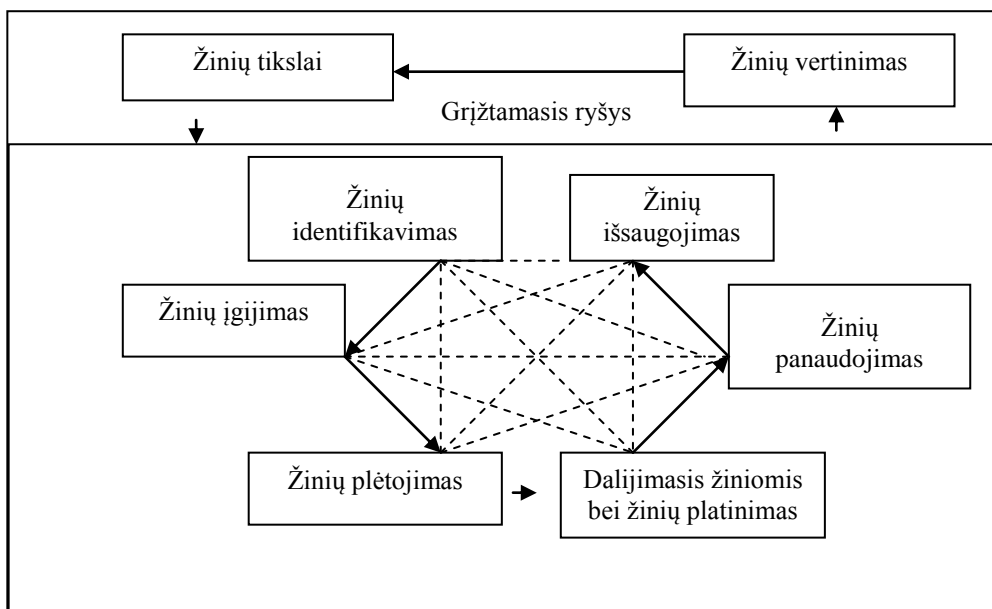 Žinių tikslai
Žinių vertinimas
Grįžtamasis ryšys
Žinių
identifikavimas
Žinių
išsaugojimas
Žinių įgijimas
Žinių
panaudojimas
Žinių plėtojimas
Dalijimasis žiniomis
bei žinių platinimas